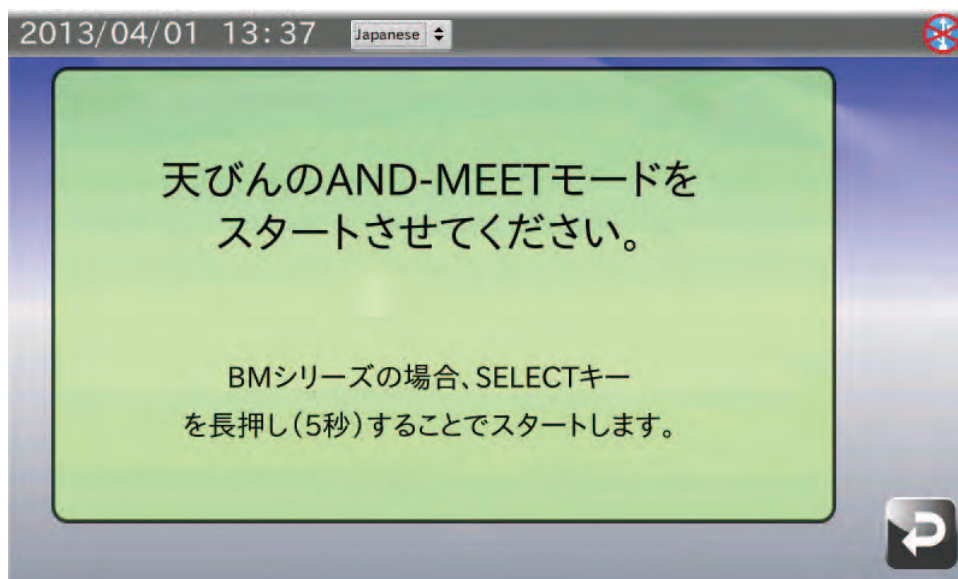 2013/04/01 13:37 Japanese
天びんのAND-MEETモードを
スタートさせてください。
BMシリーズの場合、SELECTキー
を長押し(5秒)することでスタートします。